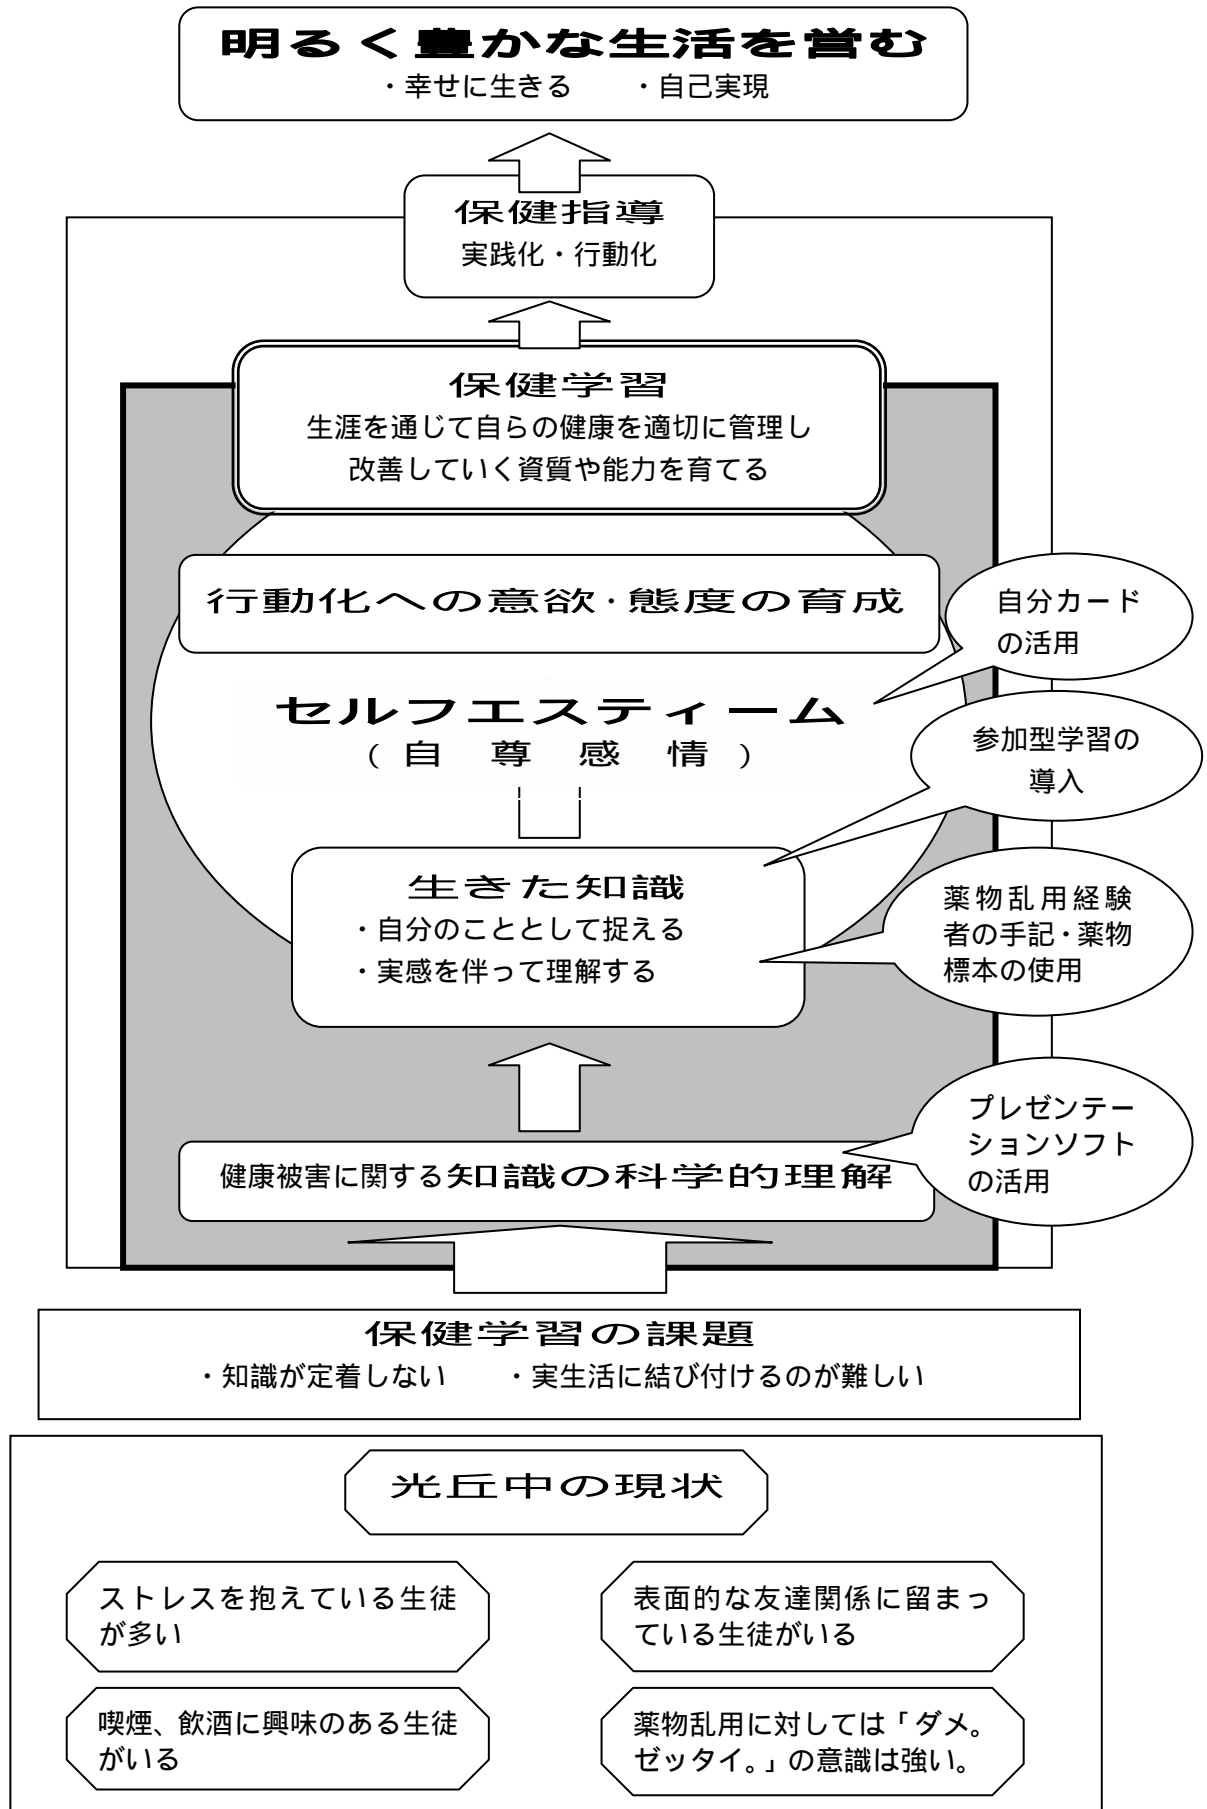 明るく豊かな生活を営む
・幸せに生きる　　・自己実現
保健指導
実践化・行動化
保健学習
生涯を通じて自らの健康を適切に管理し
改善していく資質や能力を育てる
行動化への意欲・態度の育成
自分カード
の活用
セルフエスティーム
（自　尊　感　情）
参加型学習の
導入
生きた知識
・自分のこととして捉える
・実感を伴って理解する
薬物乱用経験
者の手記・薬物
標本の使用
プレゼンテー
ションソフト
の活用
健康被害に関する知識の科学的理解
保健学習の課題
・知識が定着しない　　・実生活に結び付けるのが難しい
光丘中の現状
ストレスを抱えている生徒
が多い
表面的な友達関係に留まっ
ている生徒がいる
喫煙、飲酒に興味のある生徒
がいる
薬物乱用に対しては「ダメ。
ゼッタイ。」の意識は強い。